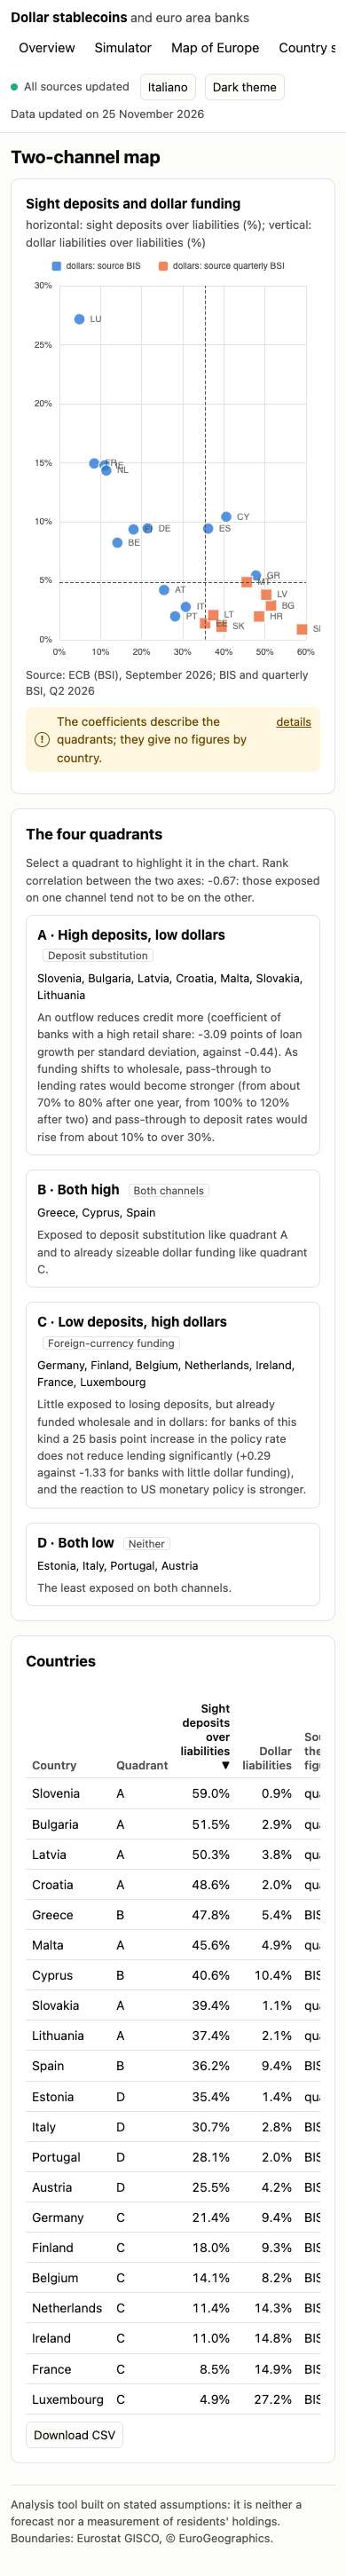 Dollar stablecoins and euro area banks
Overview Simulator Map of Europe Country s
All sources updated Italiano Dark theme
Data updated on 25 November 2026
Two-channel map
Sight deposits and dollar funding
horizontal: sight deposits over liabilities (%); vertical:
dollar liabilities over liabilities (%)
dollars: source BIS dollars: source quarterly BSI
30%
LU
25%
20%
15%
FR
IE
NL
10%
CY
FI
DE
ES
BE
5%
GR
MT
AT
LV
IT
BG
PT
LT
HR
EE
SK
SI
0%
0% 10% 20% 30% 40% 50% 60%
Source: ECB (BSI), September 2026; BIS and quarterly
BSI, Q2 2026
The coefficients describe the details
quadrants; they give no figures by
country.
The four quadrants
Select a quadrant to highlight it in the chart. Rank
correlation between the two axes: -0.67: those exposed
on one channel tend not to be on the other.
A · High deposits, low dollars
Deposit substitution
Slovenia, Bulgaria, Latvia, Croatia, Malta, Slovakia,
Lithuania
An outflow reduces credit more (coefficient of
banks with a high retail share: -3.09 points of loan
growth per standard deviation, against -0.44). As
funding shifts to wholesale, pass-through to
lending rates would become stronger (from about
70% to 80% after one year, from 100% to 120%
after two) and pass-through to deposit rates would
rise from about 10% to over 30%.
B · Both high Both channels
Greece, Cyprus, Spain
Exposed to deposit substitution like quadrant A
and to already sizeable dollar funding like quadrant
C.
C · Low deposits, high dollars
Foreign-currency funding
Germany, Finland, Belgium, Netherlands, Ireland,
France, Luxembourg
Little exposed to losing deposits, but already
funded wholesale and in dollars: for banks of this
kind a 25 basis point increase in the policy rate
does not reduce lending significantly (+0.29
against -1.33 for banks with little dollar funding),
and the reaction to US monetary policy is stronger.
D · Both low Neither
Estonia, Italy, Portugal, Austria
The least exposed on both channels.
Countries
Sight
deposits
over
liabilities
▼
Dollar
liabilities
Country Quadrant
Slovenia A 59.0% 0.9% qua
Bulgaria A 51.5% 2.9% qua
Latvia A 50.3% 3.8% qua
Croatia A 48.6% 2.0% qua
Greece B 47.8% 5.4% BIS
Malta A 45.6% 4.9% qua
Cyprus B 40.6% 10.4% BIS
Slovakia A 39.4% 1.1% qua
Lithuania A 37.4% 2.1% qua
Spain B 36.2% 9.4% BIS
Estonia D 35.4% 1.4% qua
Italy D 30.7% 2.8% BIS
Portugal D 28.1% 2.0% BIS
Austria D 25.5% 4.2% BIS
Germany C 21.4% 9.4% BIS
Finland C 18.0% 9.3% BIS
Belgium C 14.1% 8.2% BIS
Netherlands C 11.4% 14.3% BIS
Ireland C 11.0% 14.8% BIS
France C 8.5% 14.9% BIS
Luxembourg C 4.9% 27.2% BIS
Download CSV
Analysis tool built on stated assumptions: it is neither a
forecast nor a measurement of residents' holdings.
Boundaries: Eurostat GISCO, © EuroGeographics.